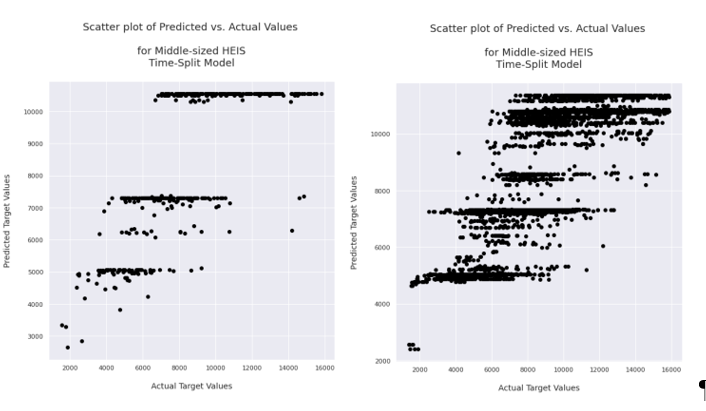 Scatter plot of Predicted vs. Actual Values
for Middle-sized HEIS
Time-Split Model
Predicted Target Values
10000
9000
8000
7000
6000
5000
4000
3000
2000 4000 6000 8000 10000 12000 14000 16000
Actual Target Values
Scatter plot of Predicted vs. Actual Values
for Middle-sized HEIS
Time-Split Model
Predicted Target Values
10000
8000
6000
4000
2000
2000 4000 6000 8000 10000 12000 14000 16000
Actual Target Values